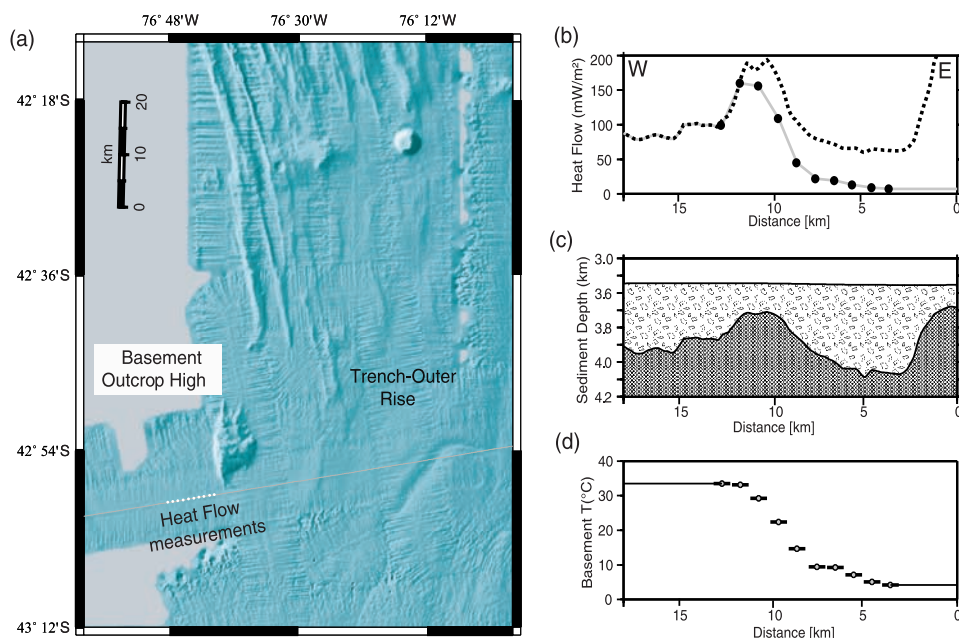 (a)
76° 48'W
76° 30'W
76° 12'W
42° 18'S
42° 36'S
42° 54'S
43° 12'S
km
20
10
0
Basement
Outcrop High
Trench-Outer
Rise
Heat Flow
measurements
(b)
Heat Flow (mW/m²)
200
150
100
50
0
W
E
15
10
5
0
Distance [km]
(c)
Sediment Depth (km)
3.0
3.6
3.8
4.0
4.2
15
10
5
0
Distance [km]
(d)
Basement T(°C)
40
30
20
10
0
15
10
5
0
Distance [km]